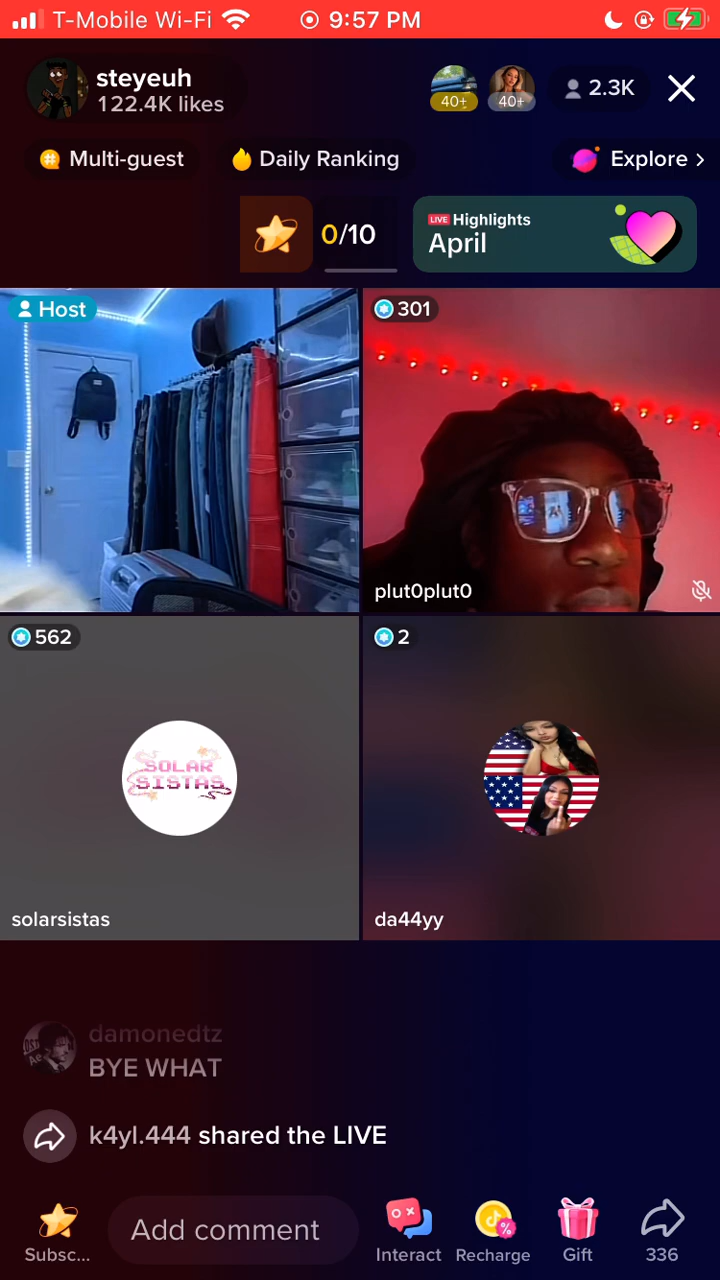 T-Mobile Wi-Fi 9:57 PM
steyeuh
122.4K likes
40+ 40+ 2.3K
Multi-guest Daily Ranking Explore >
0/10
LIVE Highlights
April
Host
301
plut0plut0
562
2
SOLAR
SISTAS
solarsistas
da44yy
damonedtz
BYE WHAT
k4yl.444 shared the LIVE
Subsc... Add comment Interact Recharge Gift 336